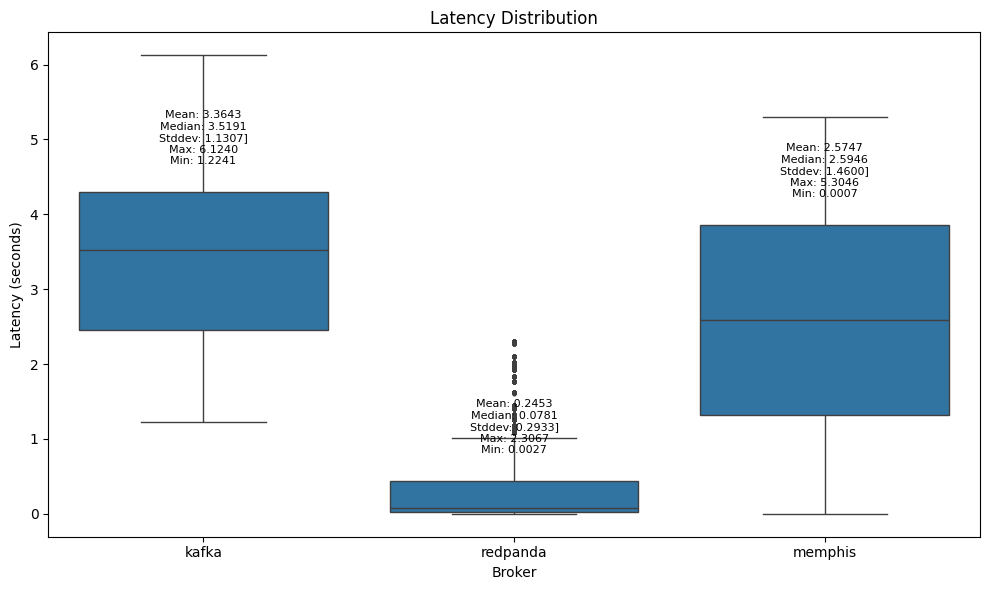 Latency Distribution
Latency (seconds)
6
5
4
3
2
1
0
Mean: 3.3643
Median: 3.5191
Stddev: 1.1307]
Max: 6.1240
Min: 1.2241
Mean: 0.2453
Median: 0.0781
Stddev: 0.2933]
Max: 2.3067
Min: 0.0027
Mean: 2.5747
Median: 2.5946
Stddev: 1.4600]
Max: 5.3046
Min: 0.0007
kafka
redpanda
memphis
Broker